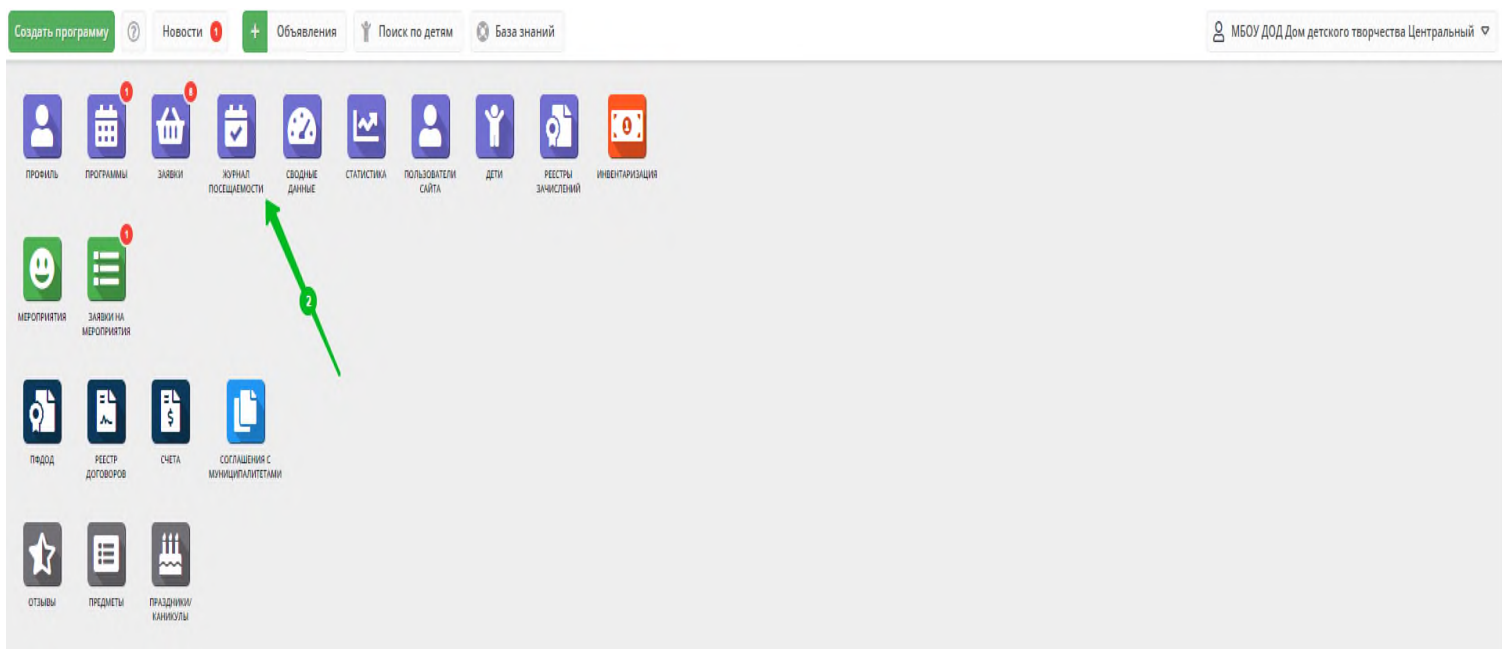 Создать программу ? Новости 1 + Объявления Поиск по детям База знаний МБОУ ДОД Дом детского творчества Центральный
1 8
ПРОФИЛЬ ПРОГРАММЫ ЗАЯВКИ ЖУРНАЛ СВОДНЫЕ СТАТИСТИКА ПОЛЬЗОВАТЕЛИ ДЕТИ РЕЕСТРЫ ИНВЕНТАРИЗАЦИЯ
ПОСЕЩАЕМОСТИ ДАННЫЕ САЙТА ЗАЧИСЛЕНИЙ
1
2
МЕРОПРИЯТИЯ ЗАЯВКИ НА
МЕРОПРИЯТИЯ
ПФДОД РЕЕСТР СЧЕТА СОГЛАШЕНИЯ С
ДОГОВОРОВ МУНИЦИПАЛИТЕТАМИ
ОТЗЫВЫ ПРЕДМЕТЫ ПРАЗДНИКИ/
КАНИКУЛЫ